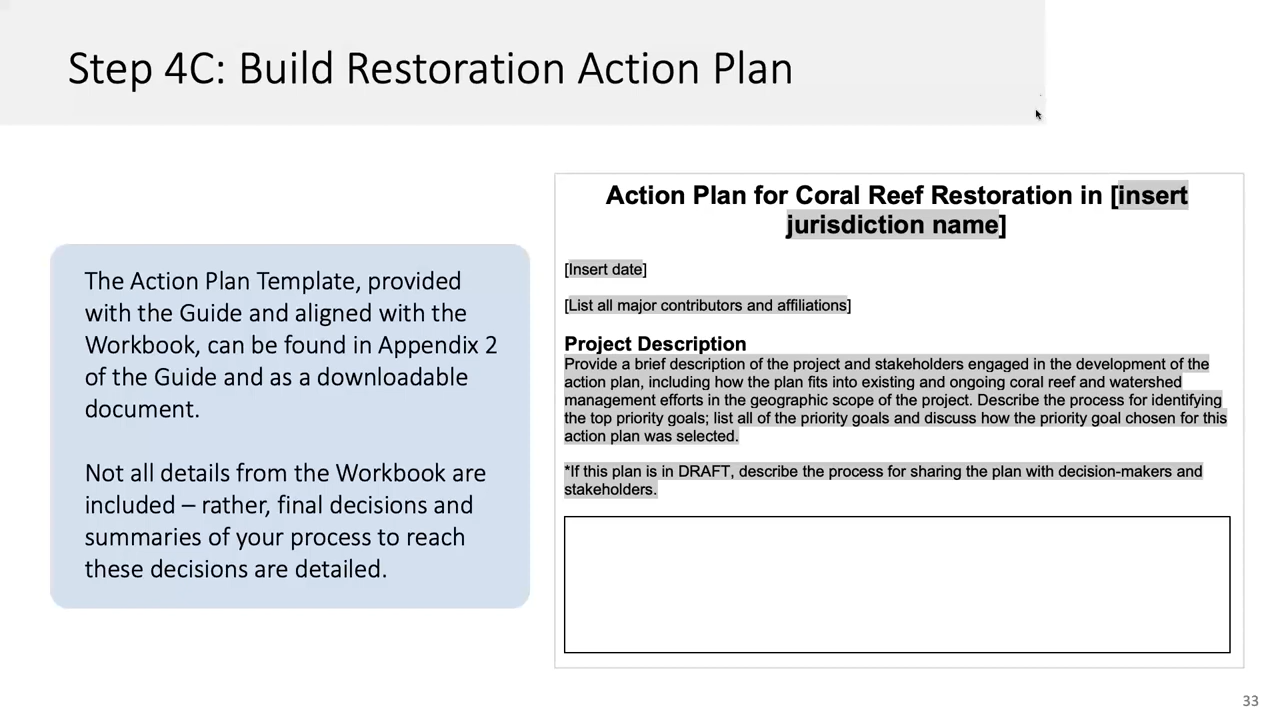 Step 4C: Build Restoration Action Plan
The Action Plan Template, provided
with the Guide and aligned with the
Workbook, can be found in Appendix 2
of the Guide and as a downloadable
document.
Not all details from the Workbook are
included – rather, final decisions and
summaries of your process to reach
these decisions are detailed.
Action Plan for Coral Reef Restoration in [insert
jurisdiction name]
[Insert date]
[List all major contributors and affiliations]
Project Description
Provide a brief description of the project and stakeholders engaged in the development of the
action plan, including how the plan fits into existing and ongoing coral reef and watershed
management efforts in the geographic scope of the project. Describe the process for identifying
the top priority goals; list all of the priority goals and discuss how the priority goal chosen for this
action plan was selected.
*If this plan is in DRAFT, describe the process for sharing the plan with decision-makers and
stakeholders.
33